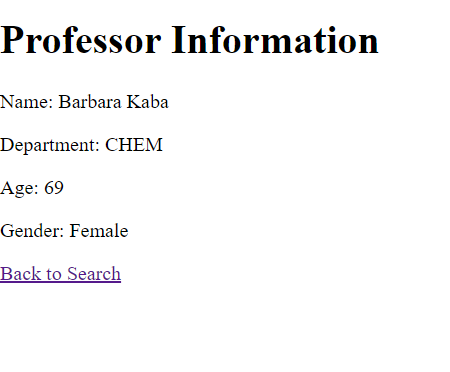 Professor Information
Name: Barbara Kaba
Department: CHEM
Age: 69
Gender: Female
Back to Search